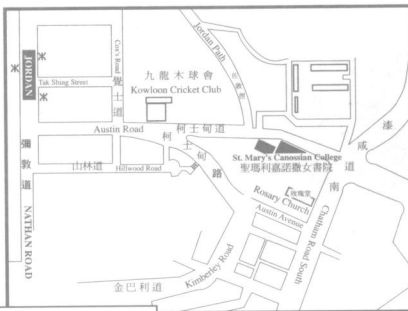 JORDAN
Tak Shing Street
Cox's Road
覺士道
九龍木球會
Kowloon Cricket Club
Jordan Path
佐敦徑
Austin Road
柯士甸道
彌敦道
NATHAN ROAD
山林道
Hillwood Road
柯士甸路
St. Mary's Canossian College
聖瑪利嘉諾撒女書院
漆咸道南
Chatham Road South
玫瑰堂
Rosary Church
Austin Avenue
金巴利道
Kimberley Road